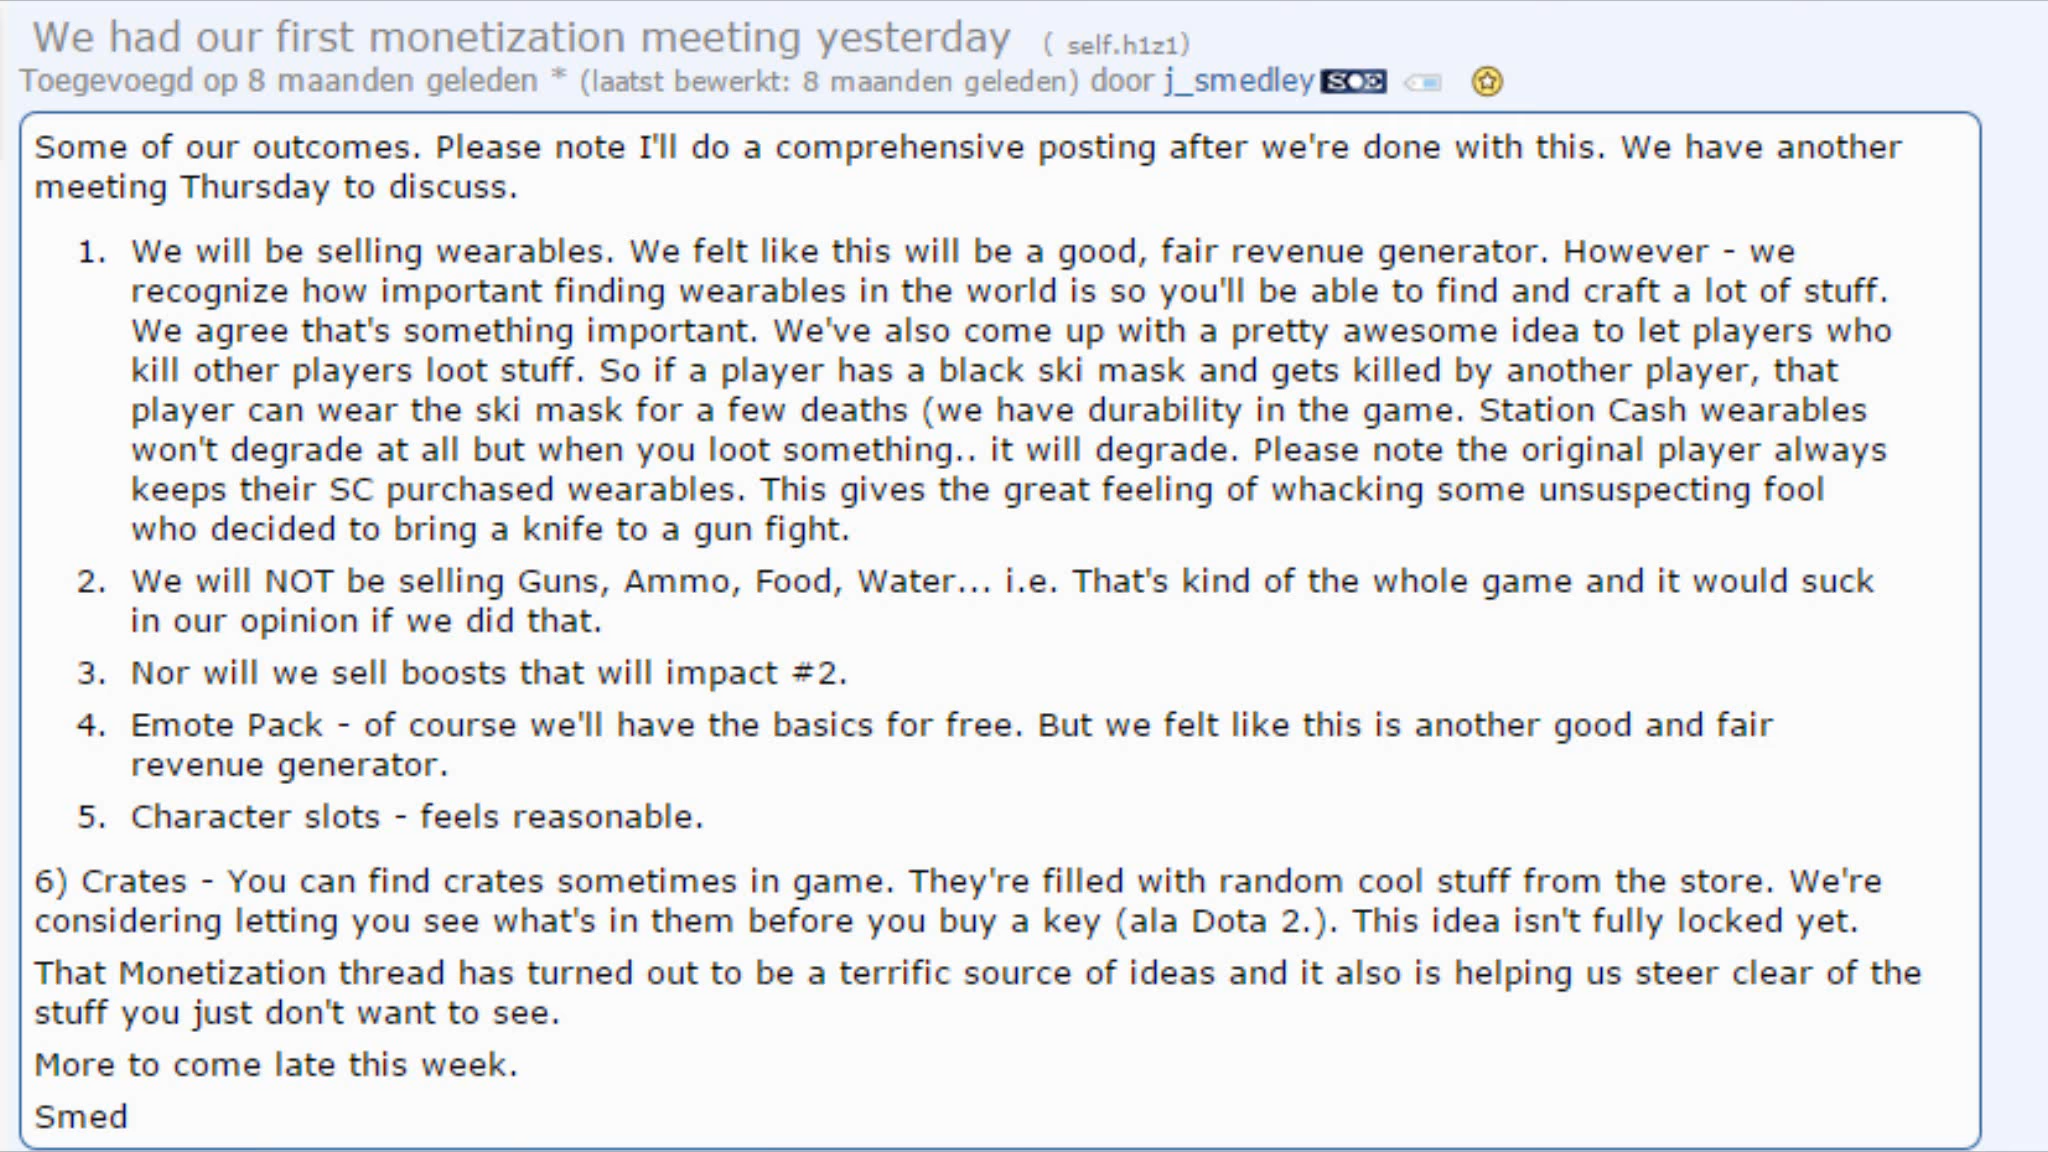 We had our first monetization meeting yesterday ( self.h1z1)
Toegevoegd op 8 maanden geleden * (laatst bewerkt: 8 maanden geleden) door j_smedley SOE
Some of our outcomes. Please note I'll do a comprehensive posting after we're done with this. We have another
meeting Thursday to discuss.
1. We will be selling wearables. We felt like this will be a good, fair revenue generator. However - we
recognize how important finding wearables in the world is so you'll be able to find and craft a lot of stuff.
We agree that's something important. We've also come up with a pretty awesome idea to let players who
kill other players loot stuff. So if a player has a black ski mask and gets killed by another player, that
player can wear the ski mask for a few deaths (we have durability in the game. Station Cash wearables
won't degrade at all but when you loot something.. it will degrade. Please note the original player always
keeps their SC purchased wearables. This gives the great feeling of whacking some unsuspecting fool
who decided to bring a knife to a gun fight.
2. We will NOT be selling Guns, Ammo, Food, Water... i.e. That's kind of the whole game and it would suck
in our opinion if we did that.
3. Nor will we sell boosts that will impact #2.
4. Emote Pack - of course we'll have the basics for free. But we felt like this is another good and fair
revenue generator.
5. Character slots - feels reasonable.
6) Crates - You can find crates sometimes in game. They're filled with random cool stuff from the store. We're
considering letting you see what's in them before you buy a key (ala Dota 2.). This idea isn't fully locked yet.
That Monetization thread has turned out to be a terrific source of ideas and it also is helping us steer clear of the
stuff you just don't want to see.
More to come late this week.
Smed